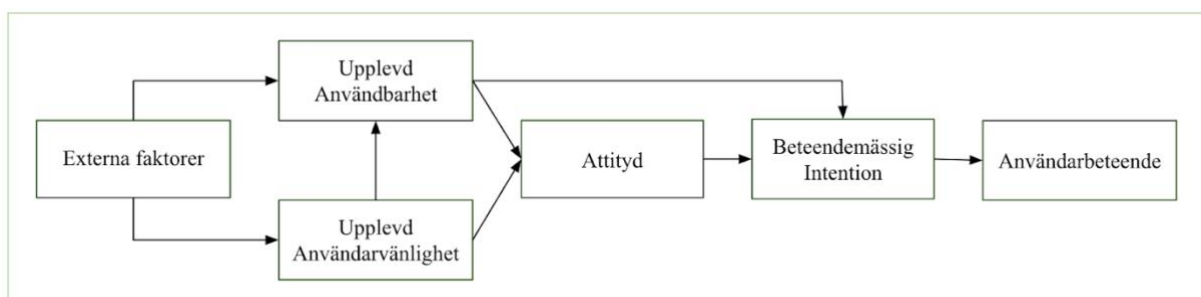 Upplevd
Användbarhet
Externa faktorer
Attityd
Beteendemässig
Intention
Användarbeteende
Upplevd
Användarvänlighet